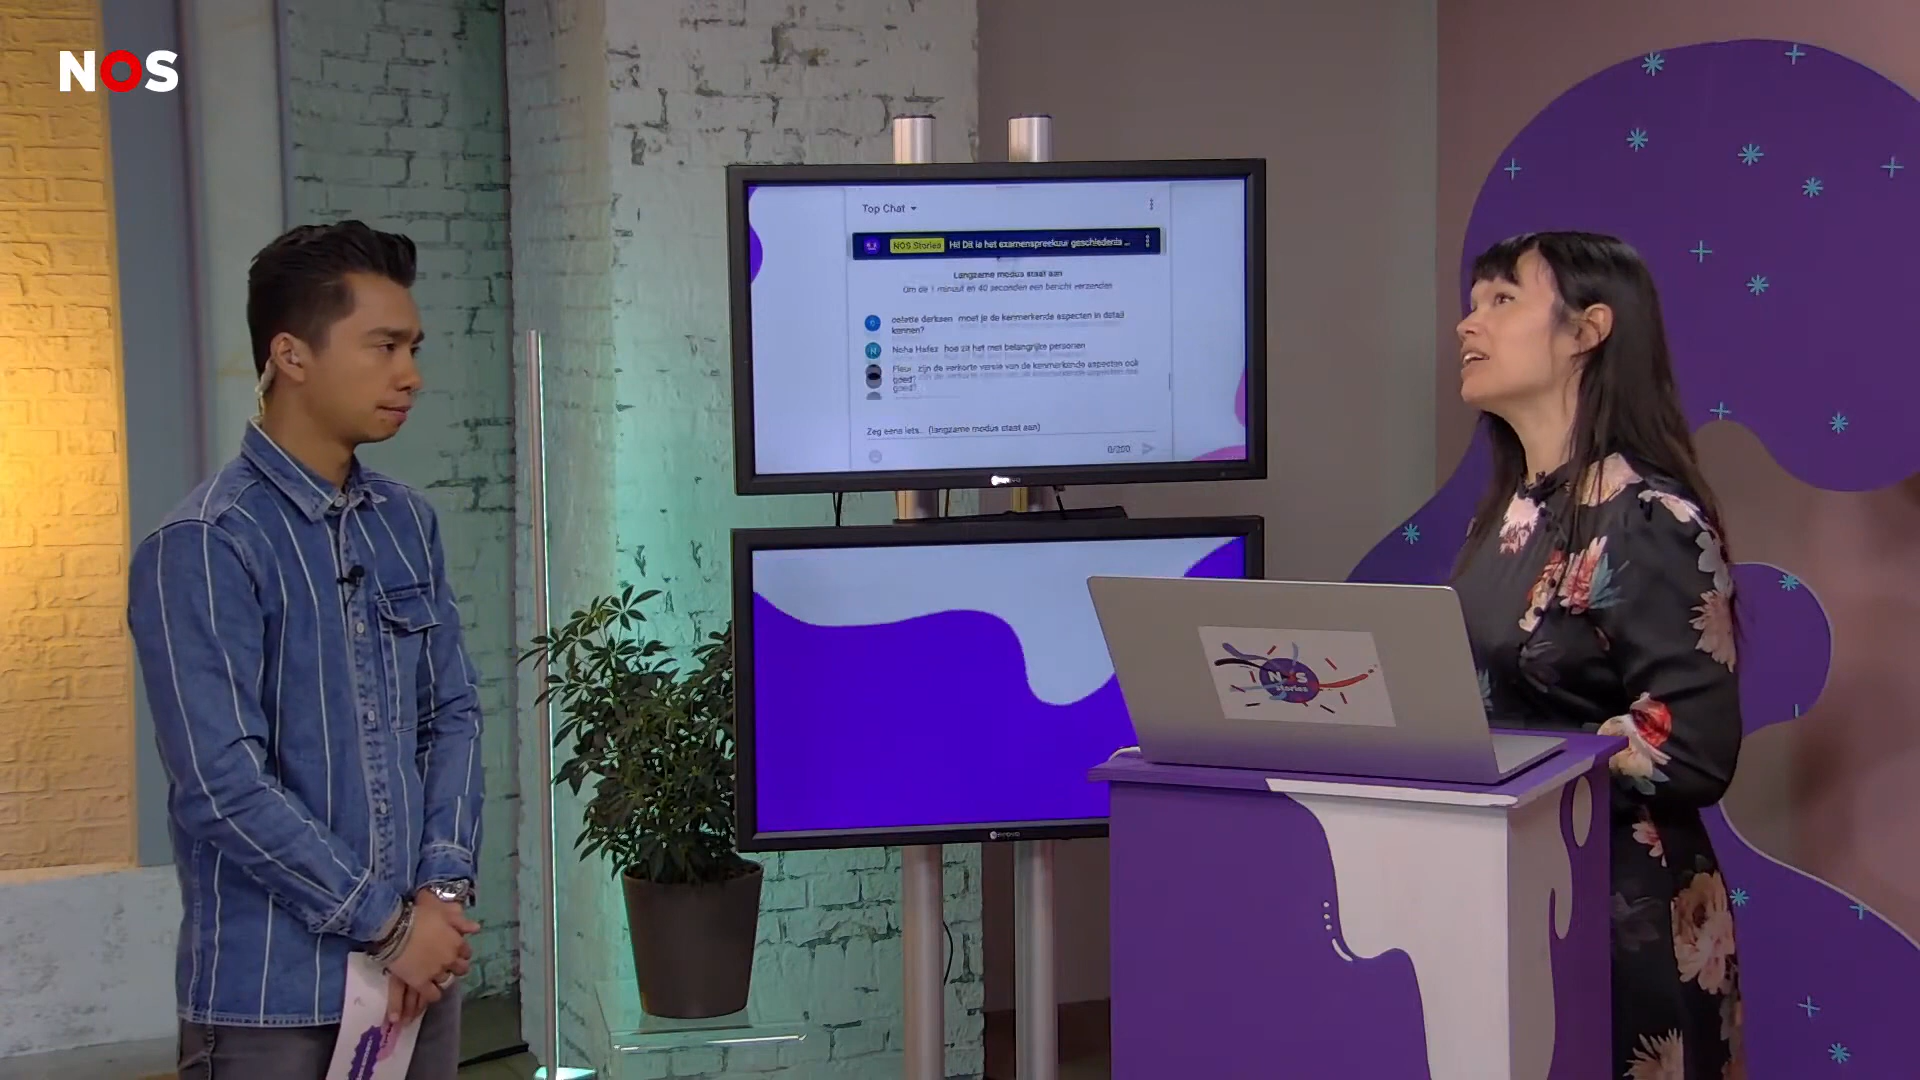 NOS
Top Chat
NOS Stories Hi! Dit is het examenspreekuur geschiedenis ...
Langzame modus staat aan
Om de 1 minuut en 40 seconden een bericht verzenden
colette derksen moet je de kenmerkende aspecten in detail
kennen?
N Noha Hafez hoe zit het met belangrijke personen
Fleur zijn de verkorte versie van de kenmerkende aspecten ook
goed?
Zeg eens iets... (langzame modus staat aan)
0/200
NOS
stories